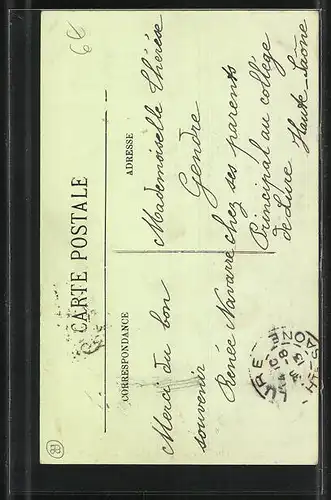 CARTE POSTALE
CORRESPONDANCE
Merci du bon
souvenir
Renée Navarre
ADRESSE
Mademoiselle Thérèse
Gendre
chez ses parents
Principal au collège
de Lure
Haute-Saône